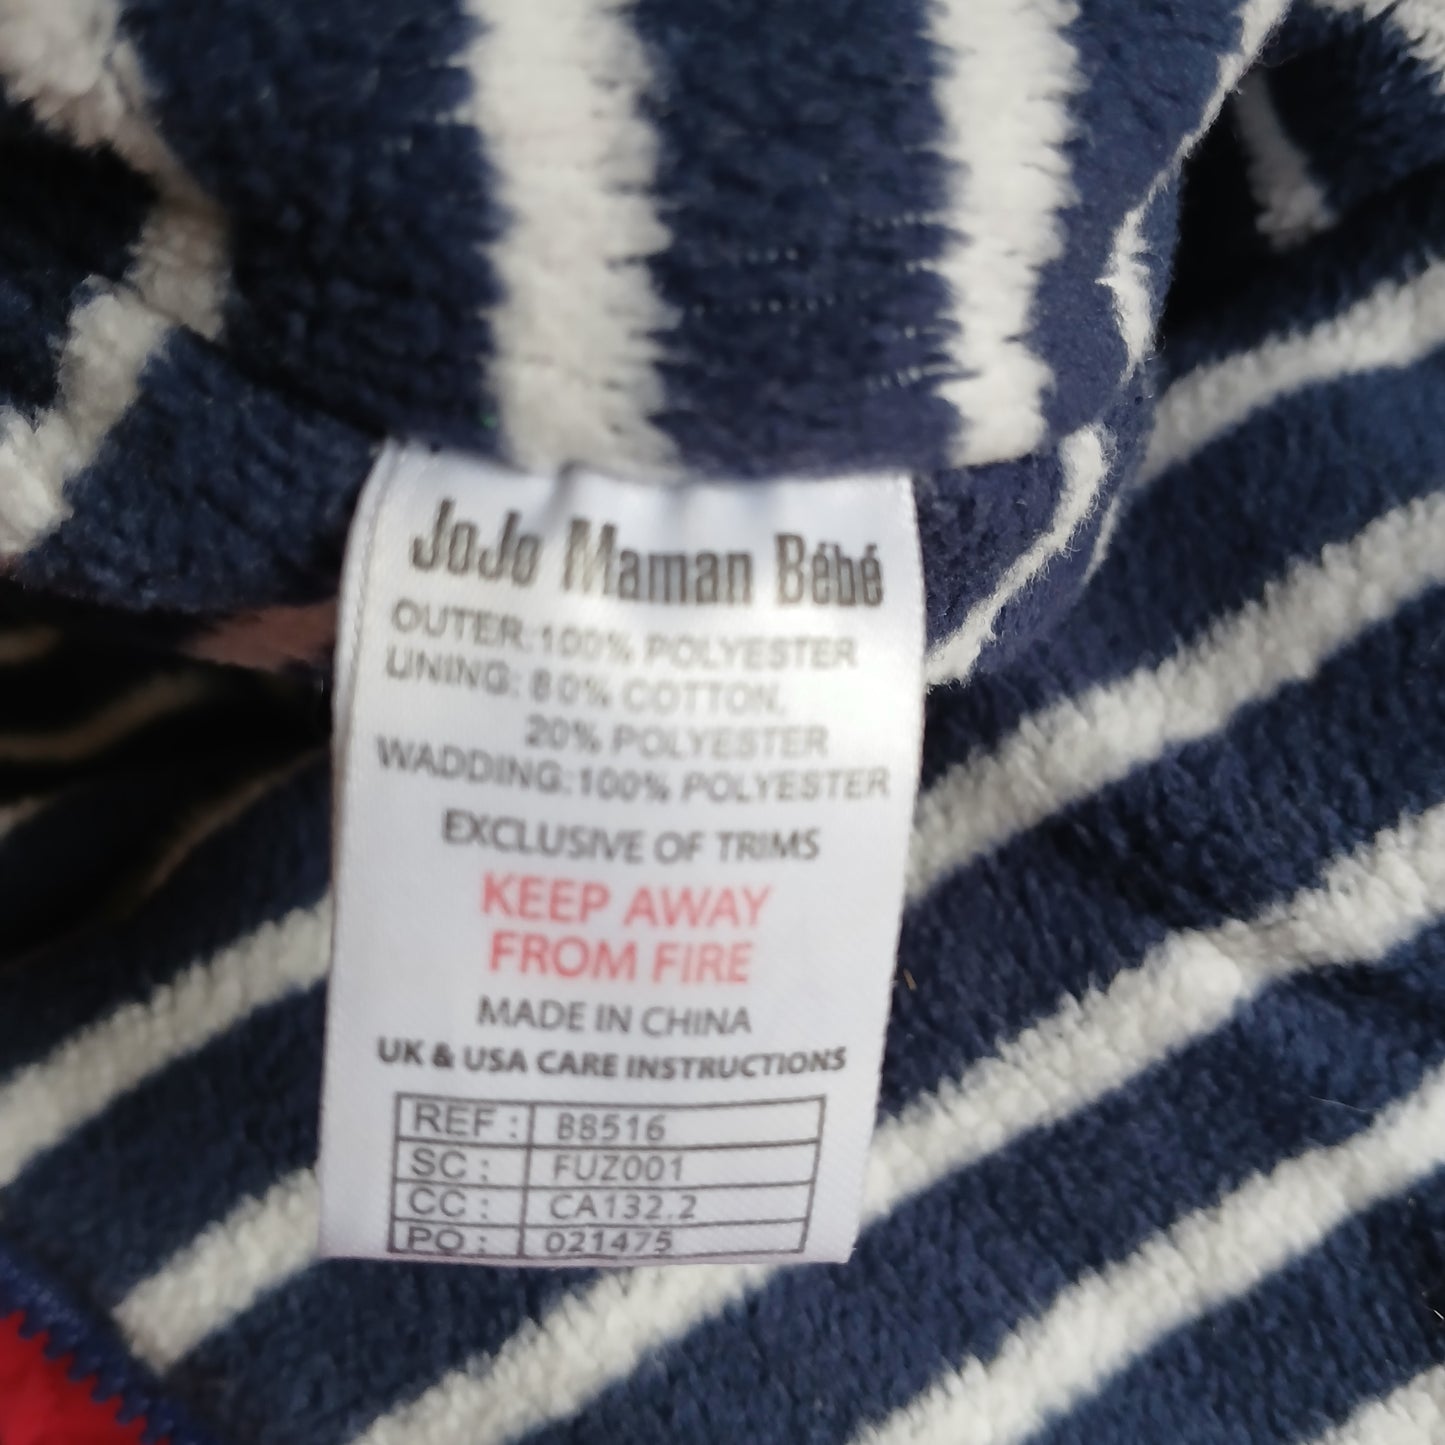 JoJo Maman Bébé
OUTER:100% POLYESTER
LINING: 80% COTTON,
20% POLYESTER
WADDING:100% POLYESTER
EXCLUSIVE OF TRIMS
KEEP AWAY
FROM FIRE
MADE IN CHINA
UK & USA CARE INSTRUCTIONS
REF : B8516
SC : FUZ001
CC : CA132.2
PO : 021475